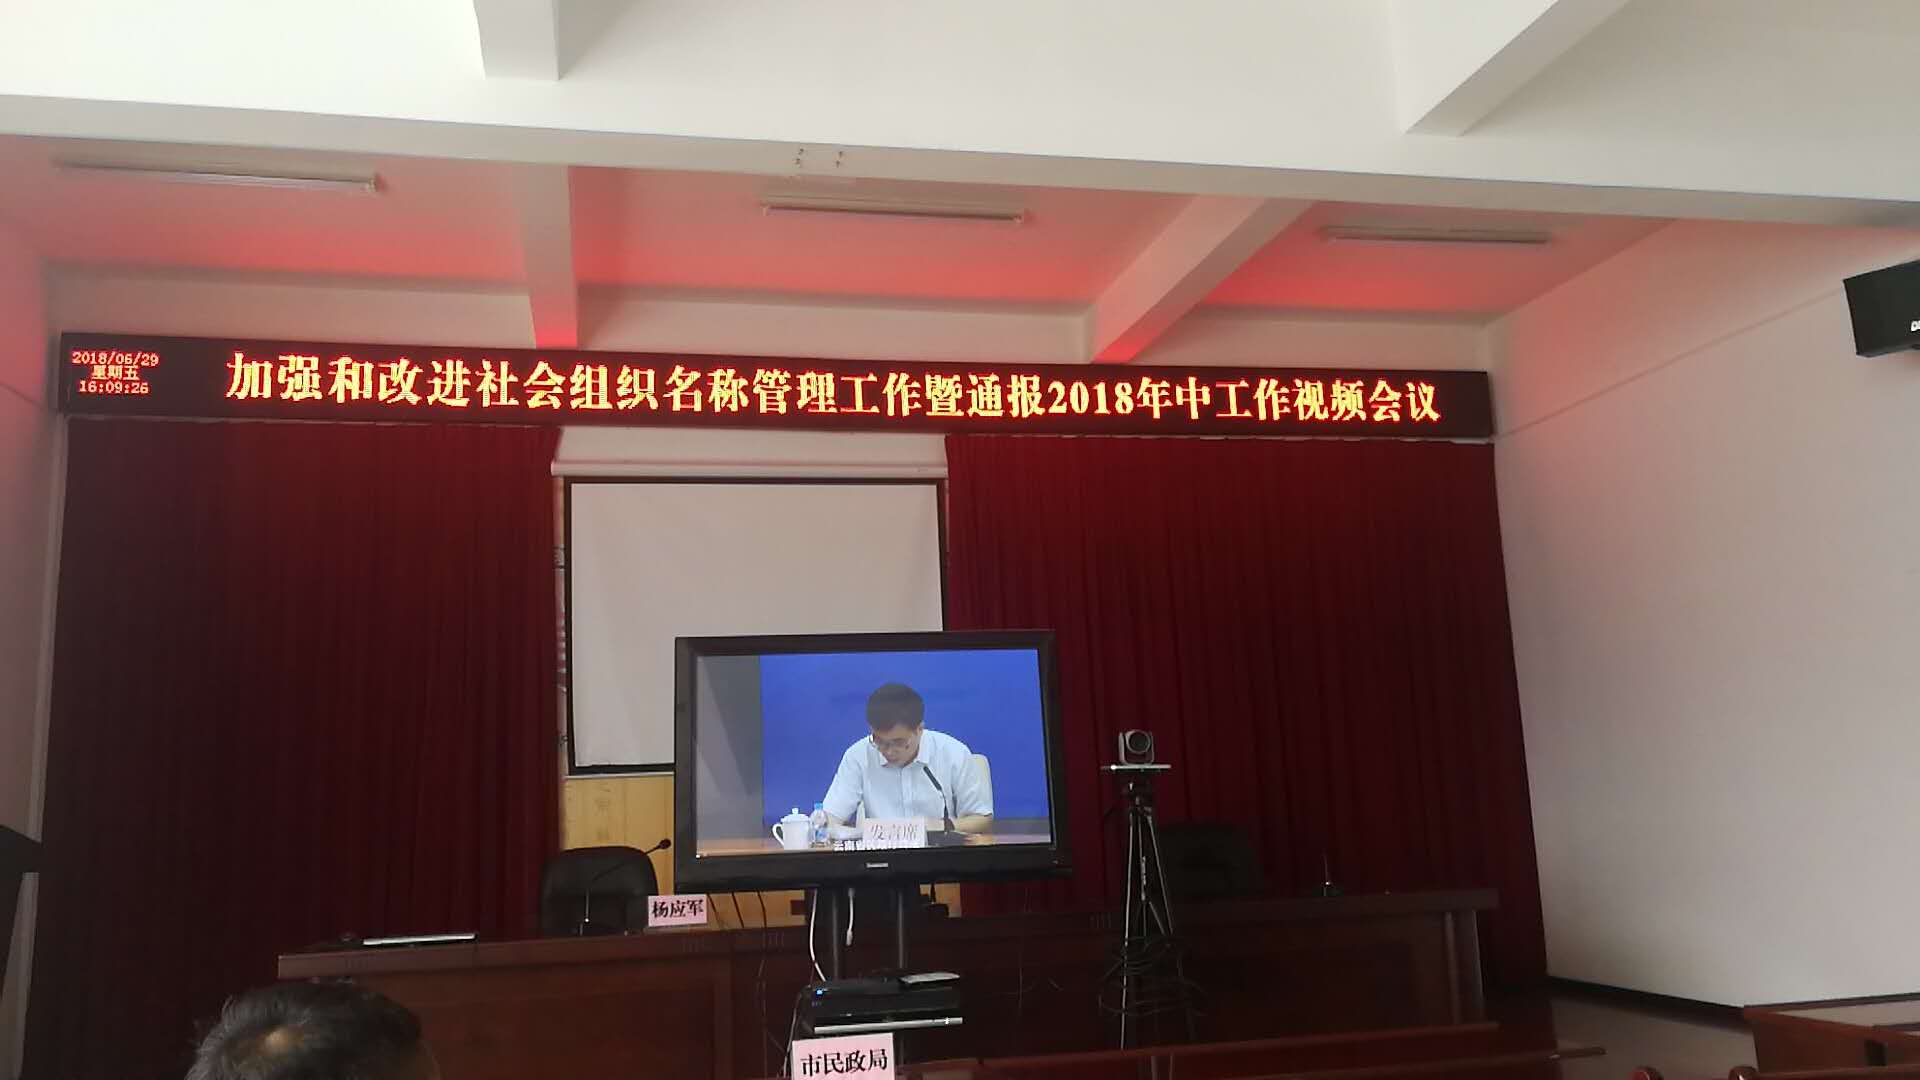 2018/06/29
星期五
16:09:26
加强和改进社会组织名称管理工作暨通报2018年中工作视频会议
发言席
杨应军
市民政局